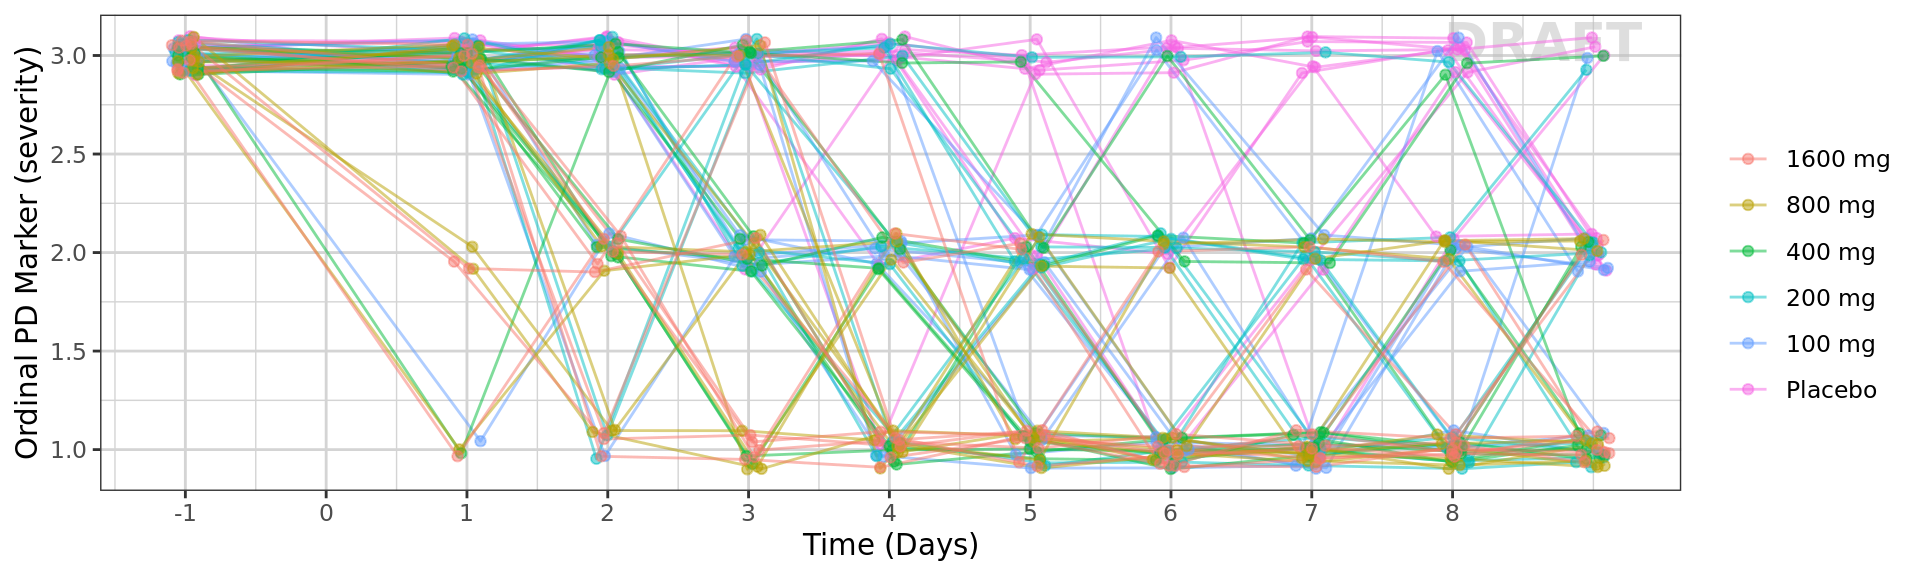 DRAFT
Ordinal PD Marker (severity)
3.0
2.5
2.0
1.5
1.0
-1 0 1 2 3 4 5 6 7 8
Time (Days)
1600 mg
800 mg
400 mg
200 mg
100 mg
Placebo